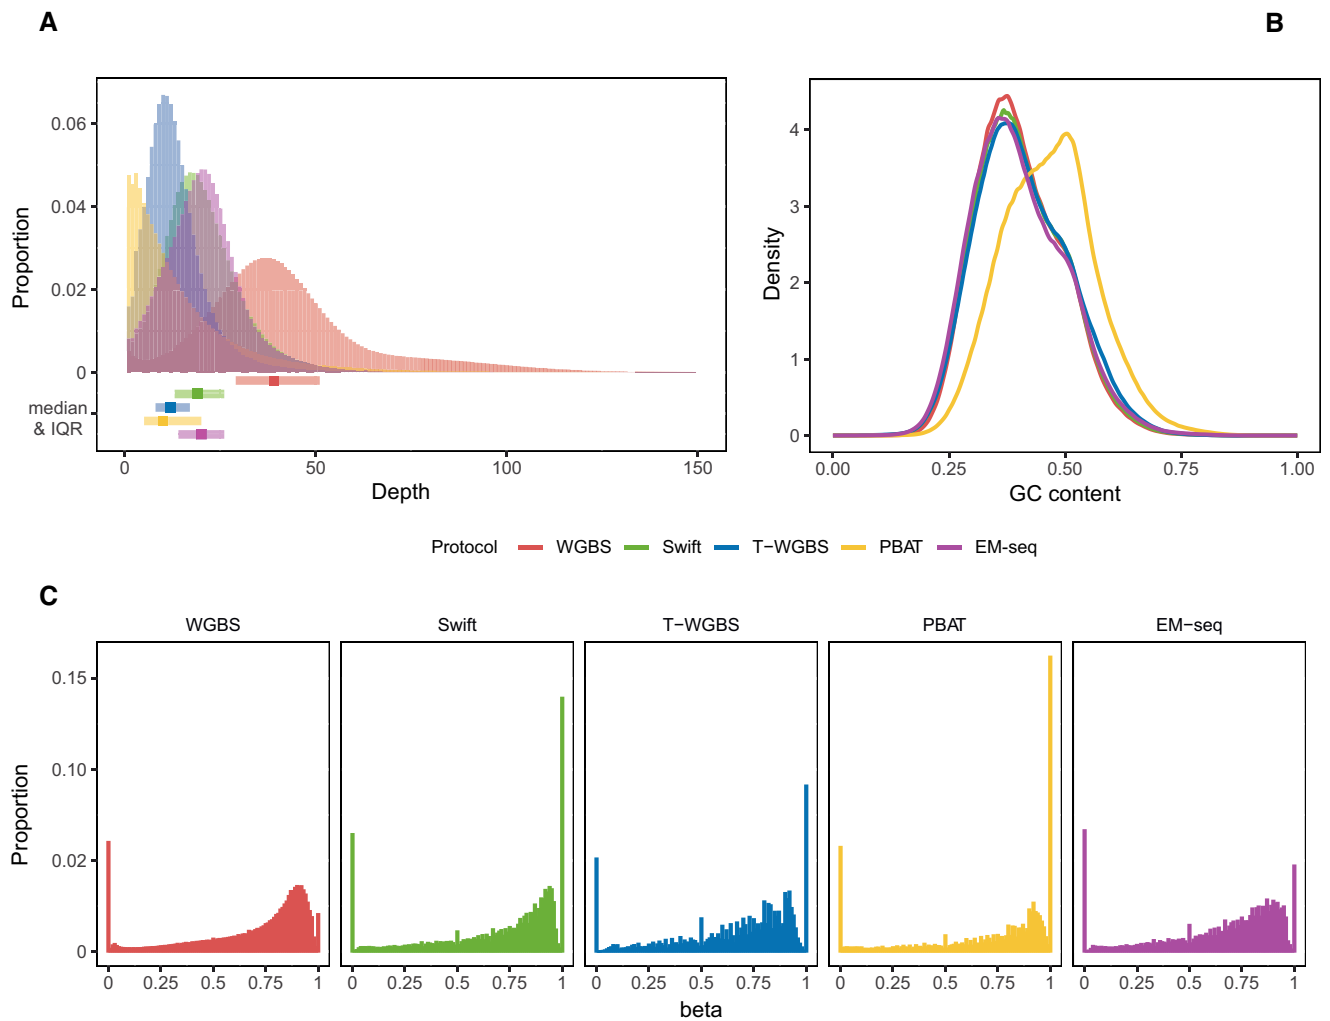 A
B
0.06
0.04
0.02
0
Proportion
median
& IQR
0
50
100
150
Depth
4
3
2
1
0
Density
0.00
0.25
0.50
0.75
1.00
GC content
Protocol WGBS Swift T−WGBS PBAT EM-seq
C
WGBS
Swift
T−WGBS
PBAT
EM−seq
0.15
0.10
0.02
0
Proportion
0 0.25 0.5 0.75 1
0 0.25 0.5 0.75 1
0 0.25 0.5 0.75 1
0 0.25 0.5 0.75 1
0 0.25 0.5 0.75 1
beta